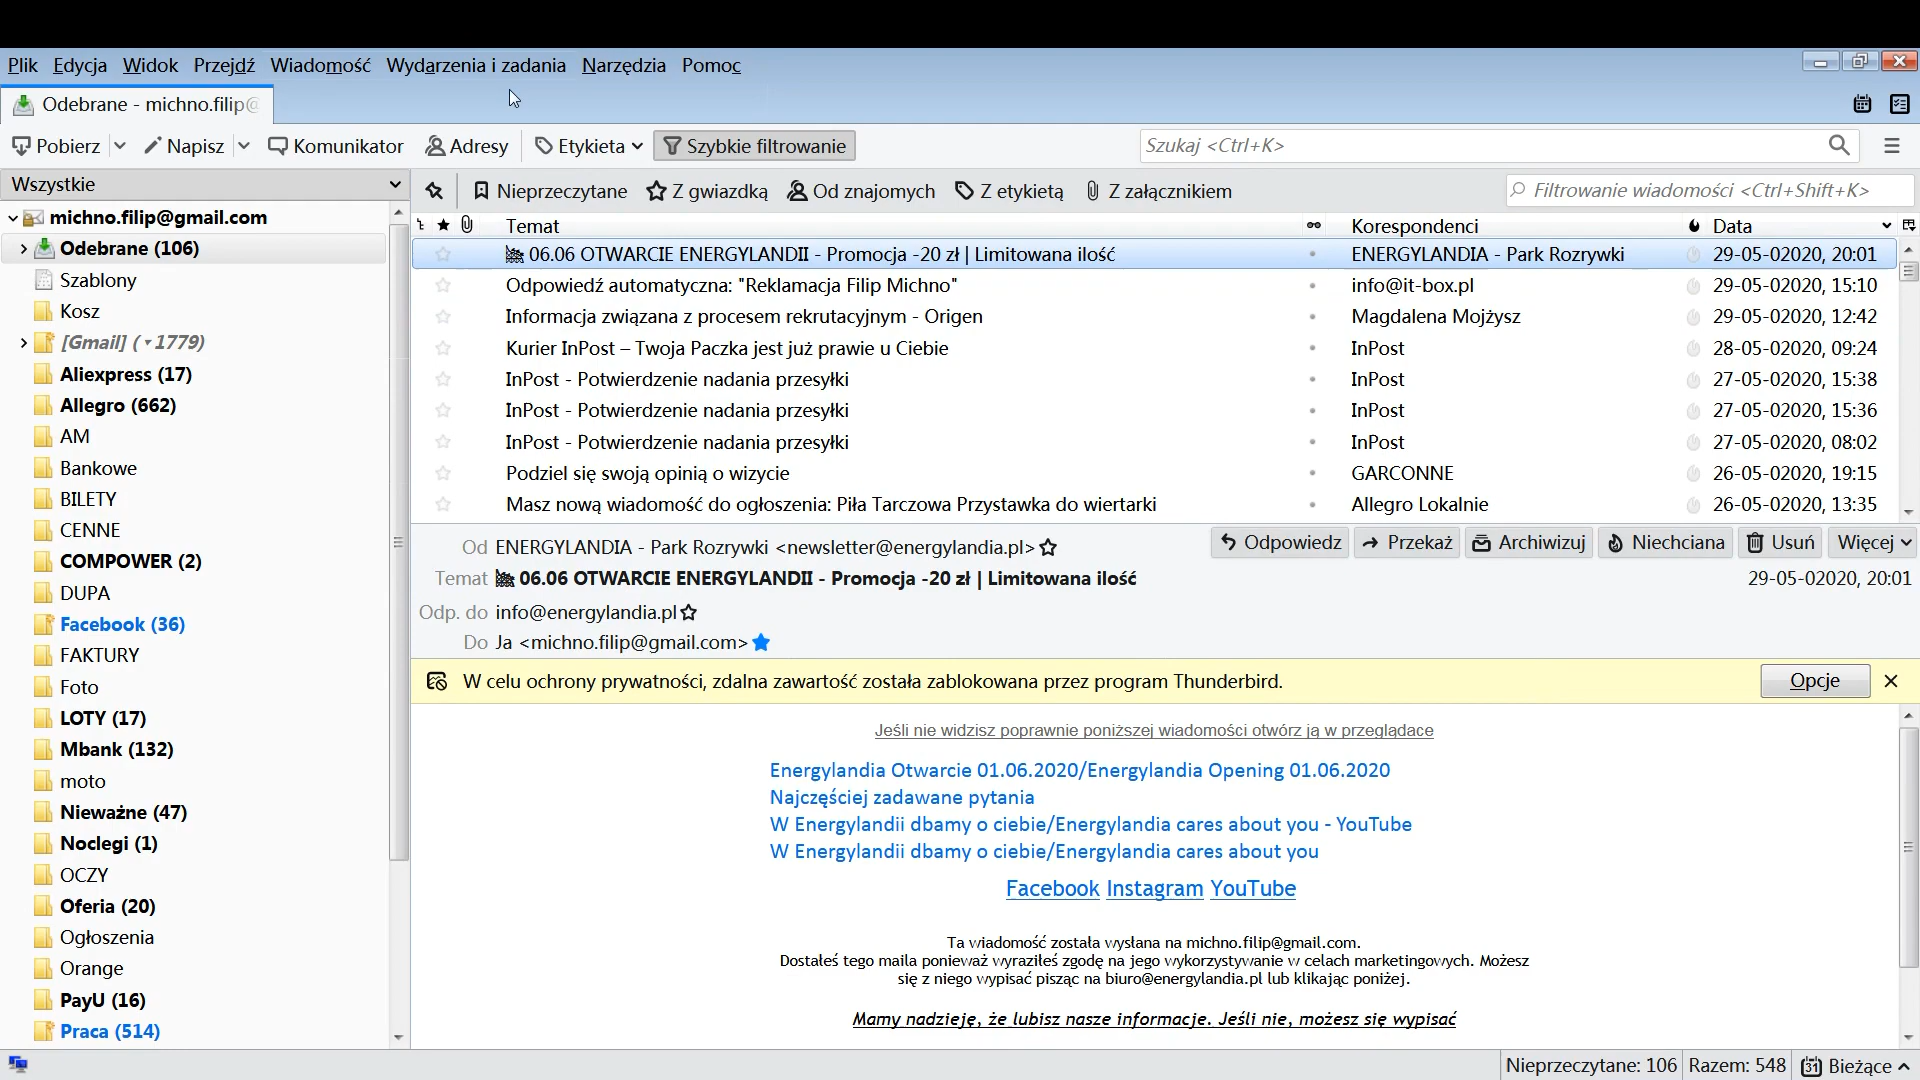 Plik Edycja Widok Przejdź Wiadomość Wydarzenia i zadania Narzędzia Pomoc
Odebrane - michno.filip@
Pobierz Napisz Komunikator Adresy Etykieta Szybkie filtrowanie Szukaj <Ctrl+K>
Wszystkie
Nieprzeczytane Z gwiazdką Od znajomych Z etykietą Z załącznikiem Filtrowanie wiadomości <Ctrl+Shift+K>
michno.filip@gmail.com
Odebrane (106)
Szablony
Kosz
[Gmail] (1779)
Aliexpress (17)
Allegro (662)
AM
Bankowe
BILETY
CENNE
COMPOWER (2)
DUPA
Facebook (36)
FAKTURY
Foto
LOTY (17)
Mbank (132)
moto
Nieważne (47)
Noclegi (1)
OCZY
Oferia (20)
Ogłoszenia
Orange
PayU (16)
Praca (514)
Temat Korespondenci Data
06.06 OTWARCIE ENERGYLANDII - Promocja -20 zł | Limitowana ilość ENERGYLANDIA - Park Rozrywki 29-05-02020, 20:01
Odpowiedź automatyczna: "Reklamacja Filip Michno" info@it-box.pl 29-05-02020, 15:10
Informacja związana z procesem rekrutacyjnym - Origen Magdalena Mojżysz 29-05-02020, 12:42
Kurier InPost – Twoja Paczka jest już prawie u Ciebie InPost 28-05-02020, 09:24
InPost - Potwierdzenie nadania przesyłki InPost 27-05-02020, 15:38
InPost - Potwierdzenie nadania przesyłki InPost 27-05-02020, 15:36
InPost - Potwierdzenie nadania przesyłki InPost 27-05-02020, 08:02
Podziel się swoją opinią o wizycie GARCONNE 26-05-02020, 19:15
Masz nową wiadomość do ogłoszenia: Piła Tarczowa Przystawka do wiertarki Allegro Lokalnie 26-05-02020, 13:35
Od ENERGYLANDIA - Park Rozrywki <newsletter@energylandia.pl> Odpowiedz Przekaż Archiwizuj Niechciana Usuń Więcej
Temat 06.06 OTWARCIE ENERGYLANDII - Promocja -20 zł | Limitowana ilość 29-05-02020, 20:01
Odp. do info@energylandia.pl
Do Ja <michno.filip@gmail.com>
W celu ochrony prywatności, zdalna zawartość została zablokowana przez program Thunderbird. Opcje
Jeśli nie widzisz poprawnie poniższej wiadomości otwórz ją w przeglądace
Energylandia Otwarcie 01.06.2020/Energylandia Opening 01.06.2020
Najczęściej zadawane pytania
W Energylandii dbamy o ciebie/Energylandia cares about you - YouTube
W Energylandii dbamy o ciebie/Energylandia cares about you
Facebook Instagram YouTube
Ta wiadomość została wysłana na michno.filip@gmail.com.
Dostałeś tego maila ponieważ wyraziłeś zgodę na jego wykorzystywanie w celach marketingowych. Możesz
się z niego wypisać pisząc na biuro@energylandia.pl lub klikając poniżej.
Mamy nadzieję, że lubisz nasze informacje. Jeśli nie, możesz się wypisać
Nieprzeczytane: 106 Razem: 548 31 Bieżące